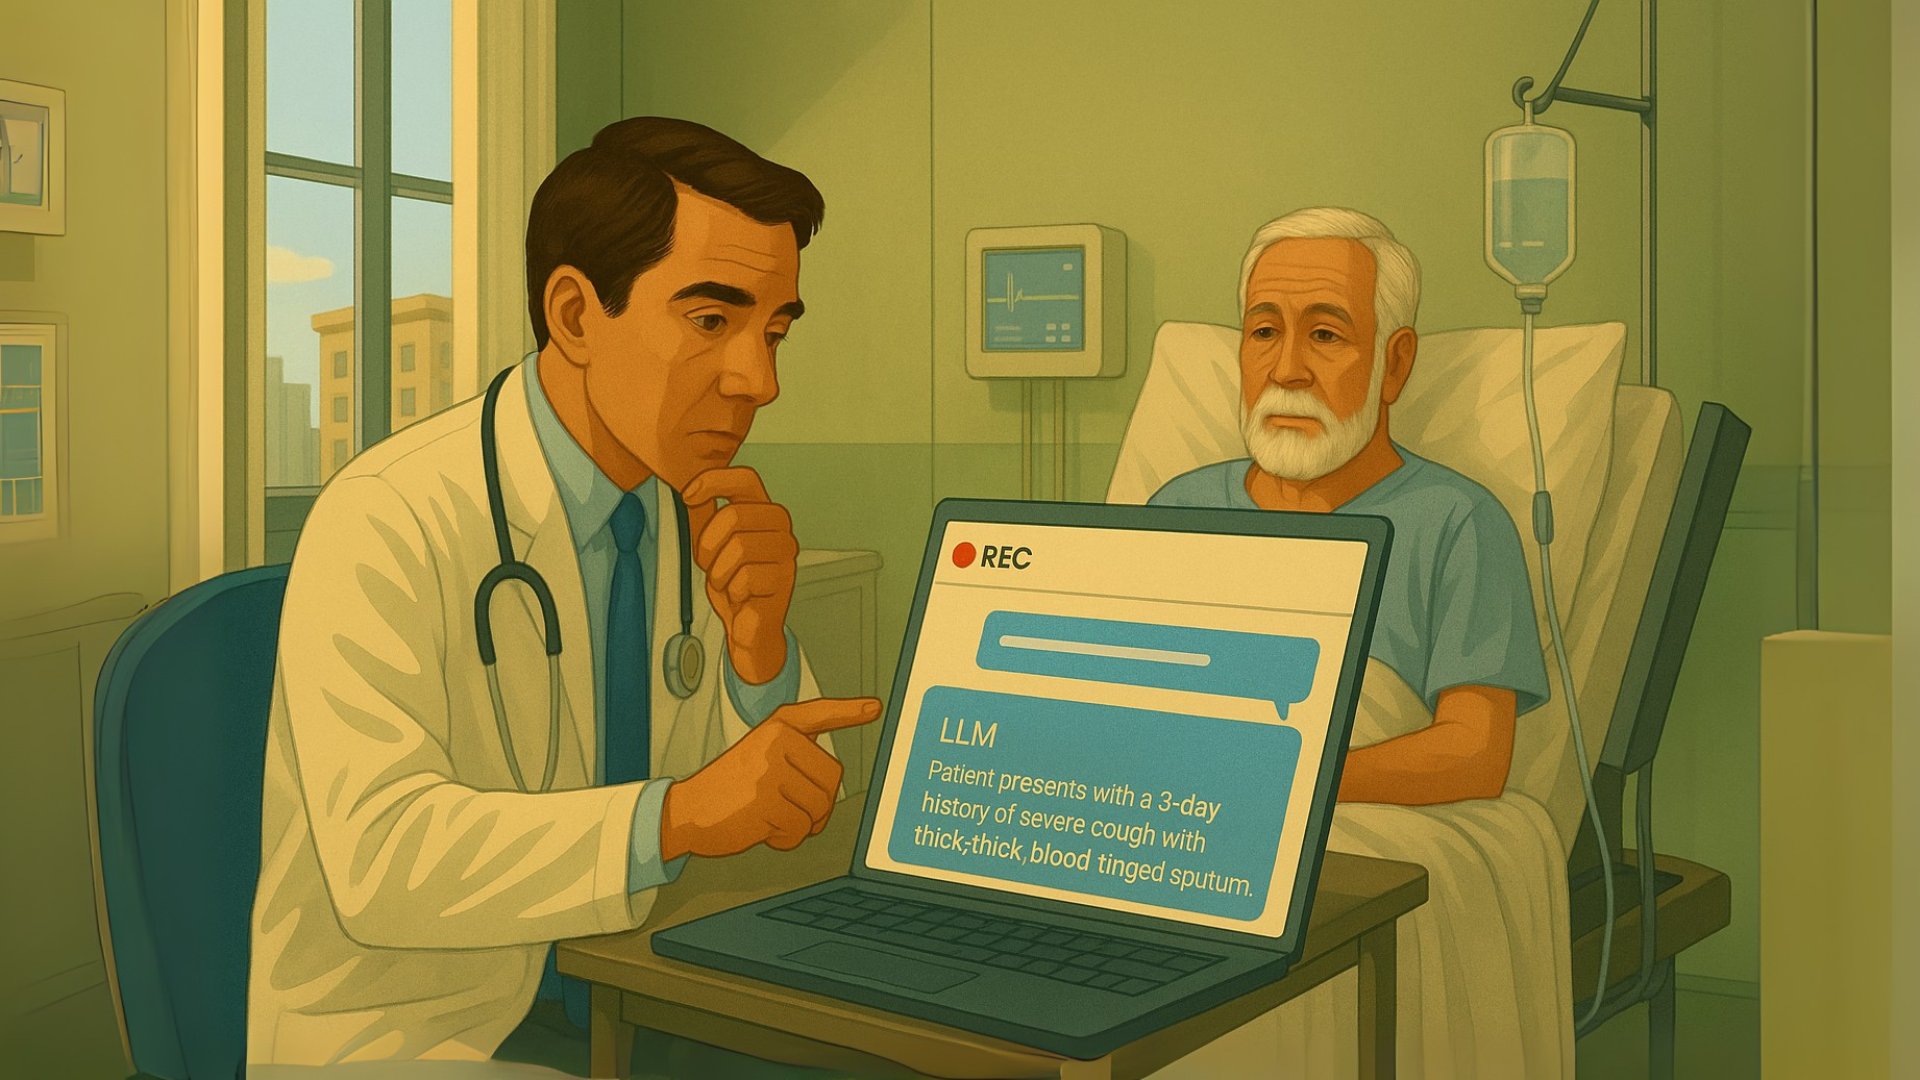 REC
LLM
Patient presents with a 3-day
history of severe cough with
thick,-thick, blood tinged sputum.